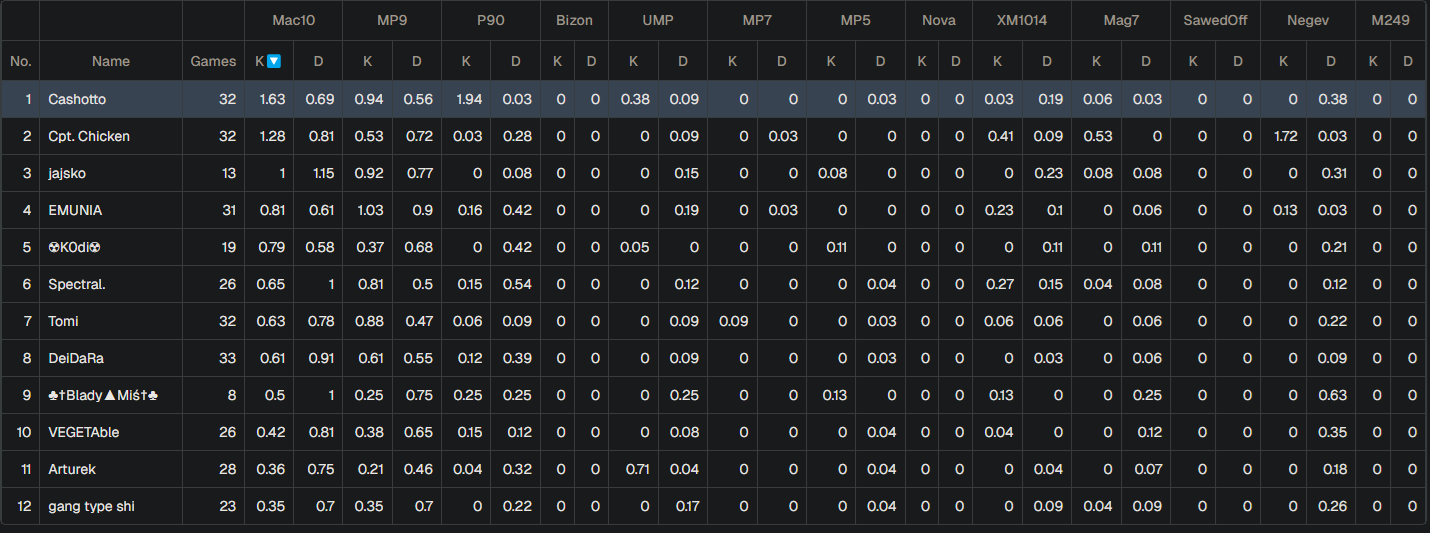 Mac10 MP9 P90 Bizon UMP MP7 MP5 Nova XM1014 Mag7 SawedOff Negev M249
No. Name Games K D K D K D K D K D K D K D K D K D K D K D K D K D
1 Cashotto 32 1.63 0.69 0.94 0.56 1.94 0.03 0 0 0.38 0.09 0 0 0 0.03 0 0 0.03 0.19 0.06 0.03 0 0 0 0.38 0 0
2 Cpt. Chicken 32 1.28 0.81 0.53 0.72 0.03 0.28 0 0 0 0.09 0 0.03 0 0 0 0 0.41 0.09 0.53 0 0 0 1.72 0.03 0 0
3 jajsko 13 1 1.15 0.92 0.77 0 0.08 0 0 0 0.15 0 0 0.08 0 0 0 0 0.23 0.08 0.08 0 0 0 0.31 0 0
4 EMUNIA 31 0.81 0.61 1.03 0.9 0.16 0.42 0 0 0 0.19 0 0.03 0 0 0 0 0.23 0.1 0 0.06 0 0 0.13 0.03 0 0
5 ☢K0di☢ 19 0.79 0.58 0.37 0.68 0 0.42 0 0 0.05 0 0 0 0.11 0 0 0 0 0.11 0 0.11 0 0 0 0.21 0 0
6 Spectral. 26 0.65 1 0.81 0.5 0.15 0.54 0 0 0 0.12 0 0 0 0.04 0 0 0.27 0.15 0.04 0.08 0 0 0 0.12 0 0
7 Tomi 32 0.63 0.78 0.88 0.47 0.06 0.09 0 0 0 0.09 0.09 0 0 0.03 0 0 0.06 0.06 0 0.06 0 0 0 0.22 0 0
8 DeiDaRa 33 0.61 0.91 0.61 0.55 0.12 0.39 0 0 0 0.09 0 0 0 0.03 0 0 0 0.03 0 0.06 0 0 0 0.09 0 0
9 ♣†Blady▲Miś†♣ 8 0.5 1 0.25 0.75 0.25 0.25 0 0 0 0.25 0 0 0.13 0 0 0 0.13 0 0 0.25 0 0 0 0.63 0 0
10 VEGETAble 26 0.42 0.81 0.38 0.65 0.15 0.12 0 0 0 0.08 0 0 0 0.04 0 0 0.04 0 0 0.12 0 0 0 0.35 0 0
11 Arturek 28 0.36 0.75 0.21 0.46 0.04 0.32 0 0 0.71 0.04 0 0 0 0.04 0 0 0 0.04 0 0.07 0 0 0 0.18 0 0
12 gang type shi 23 0.35 0.7 0.35 0.7 0 0.22 0 0 0 0.17 0 0 0 0.04 0 0 0 0.09 0.04 0.09 0 0 0 0.26 0 0